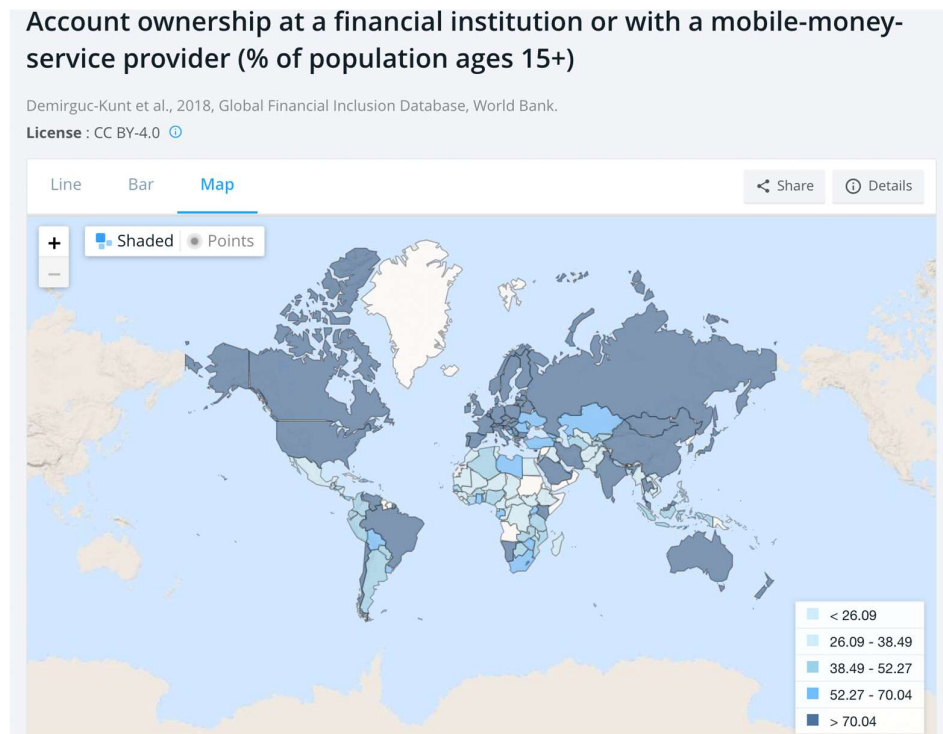 Account ownership at a financial institution or with a mobile-money-
service provider (% of population ages 15+)
Demirguc-Kunt et al., 2018, Global Financial Inclusion Database, World Bank.
License : CC BY-4.0
Line
Bar
Map
Share
Details
+
Shaded
Points
−
< 26.09
26.09 - 38.49
38.49 - 52.27
52.27 - 70.04
> 70.04